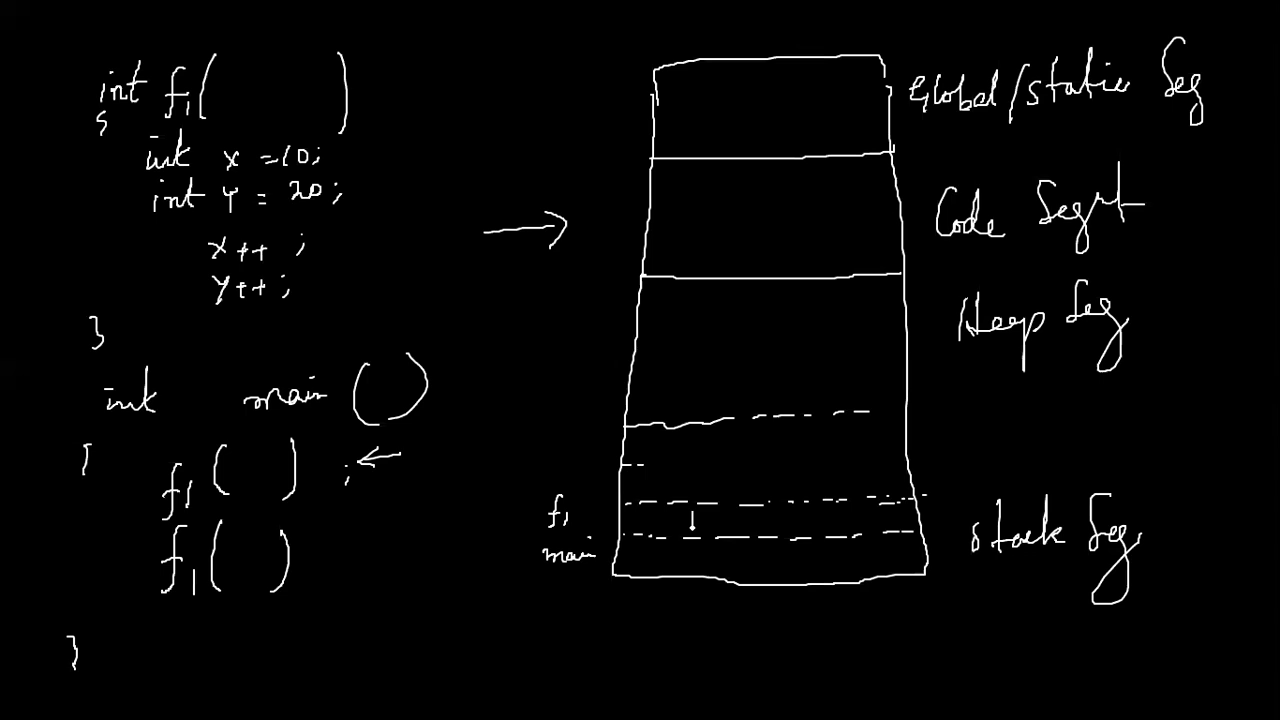 int f1( )
{
int x = 10;
int y = 20;
x++ ;
y++ ;
}
int main ( )
{
f1 ( ) ;
f1 ( )
}
Global/static Seg
Code Segnt
Heap Seg
f1
main
Stack Seg